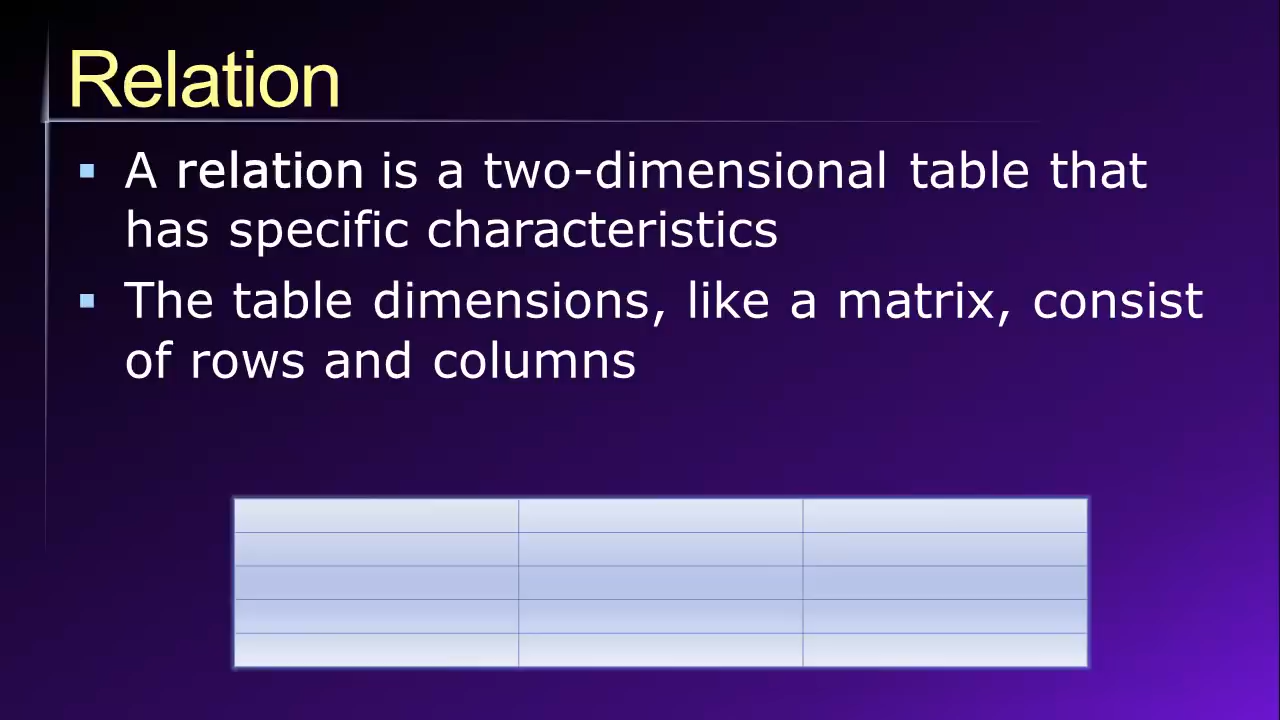 Relation
▪ A relation is a two-dimensional table that
has specific characteristics
▪ The table dimensions, like a matrix, consist
of rows and columns